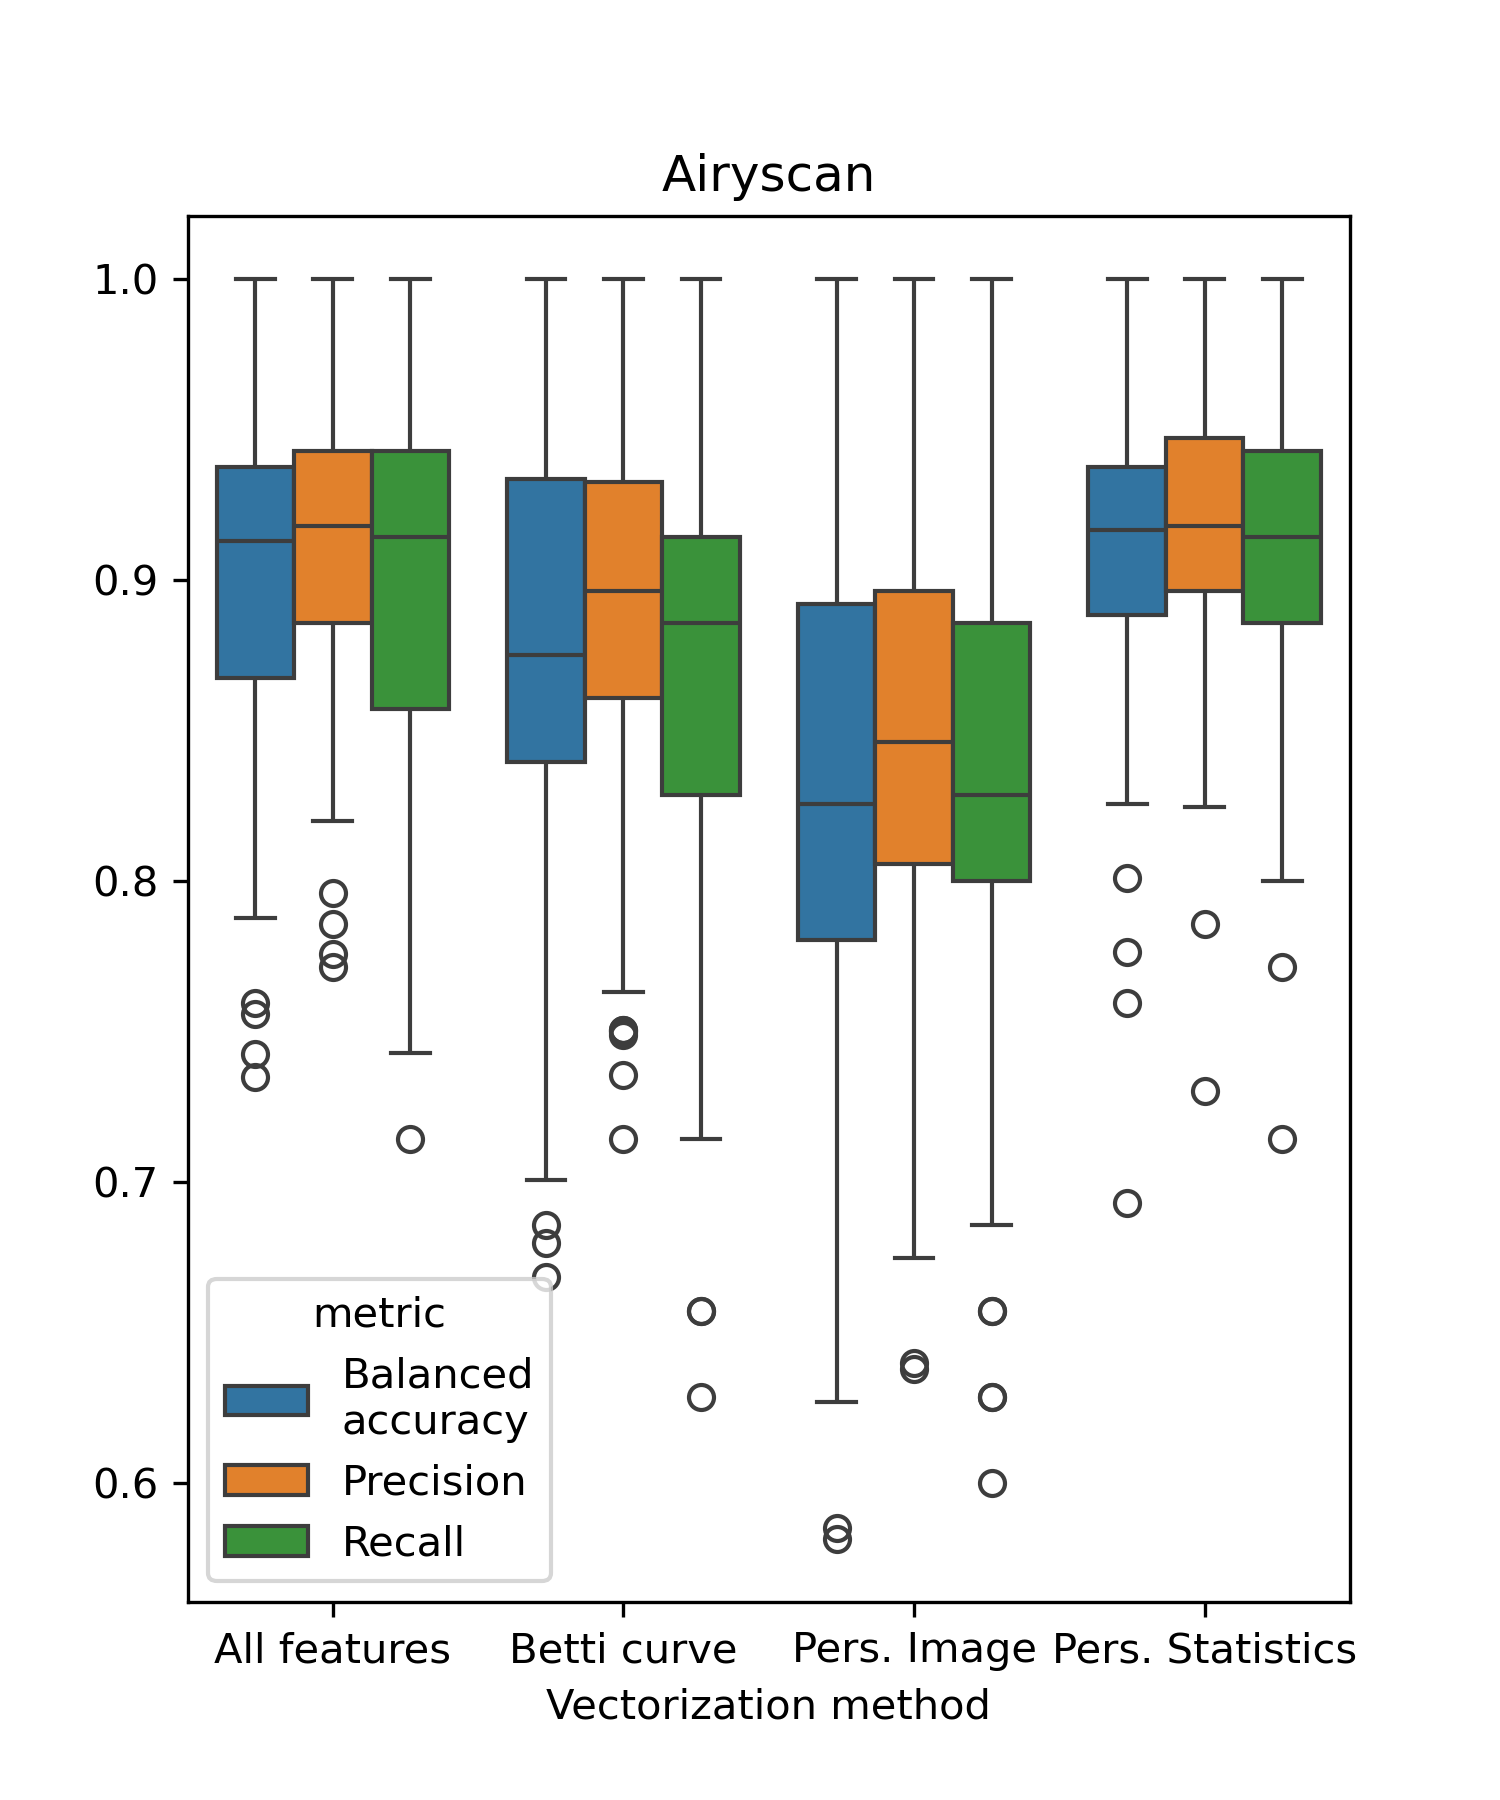 Airyscan
1.0
0.9
0.8
0.7
0.6
metric
Balanced
accuracy
Precision
Recall
All features
Betti curve
Pers. Image
Pers. Statistics
Vectorization method